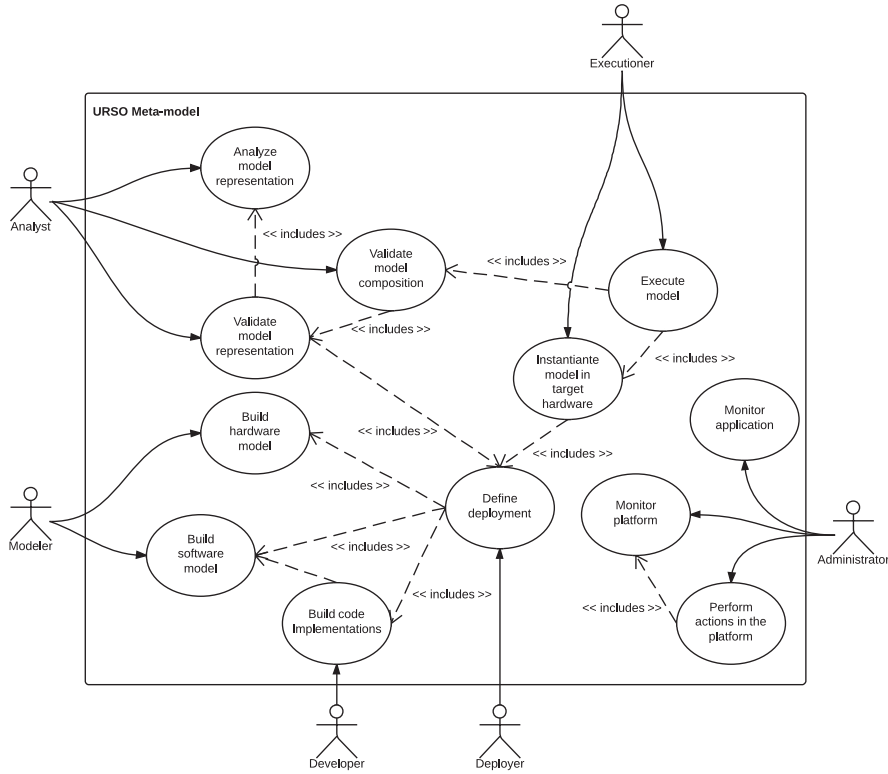 Executioner
URSO Meta-model
Analyze
model
representation
Analyst
<< includes >>
Validate
model
composition
<< includes >>
Execute
model
Validate
model
representation
<< includes >>
<< includes >>
Instantiante
model in
target
hardware
Build
hardware
model
Monitor
application
<< includes >>
<< includes >>
<< includes >>
Define
deployment
Monitor
platform
Modeler
Build
software
model
<< includes >>
Administrator
<< includes >>
<< includes >>
Build code
Implementations
Perform
actions in the
platform
Developer
Deployer